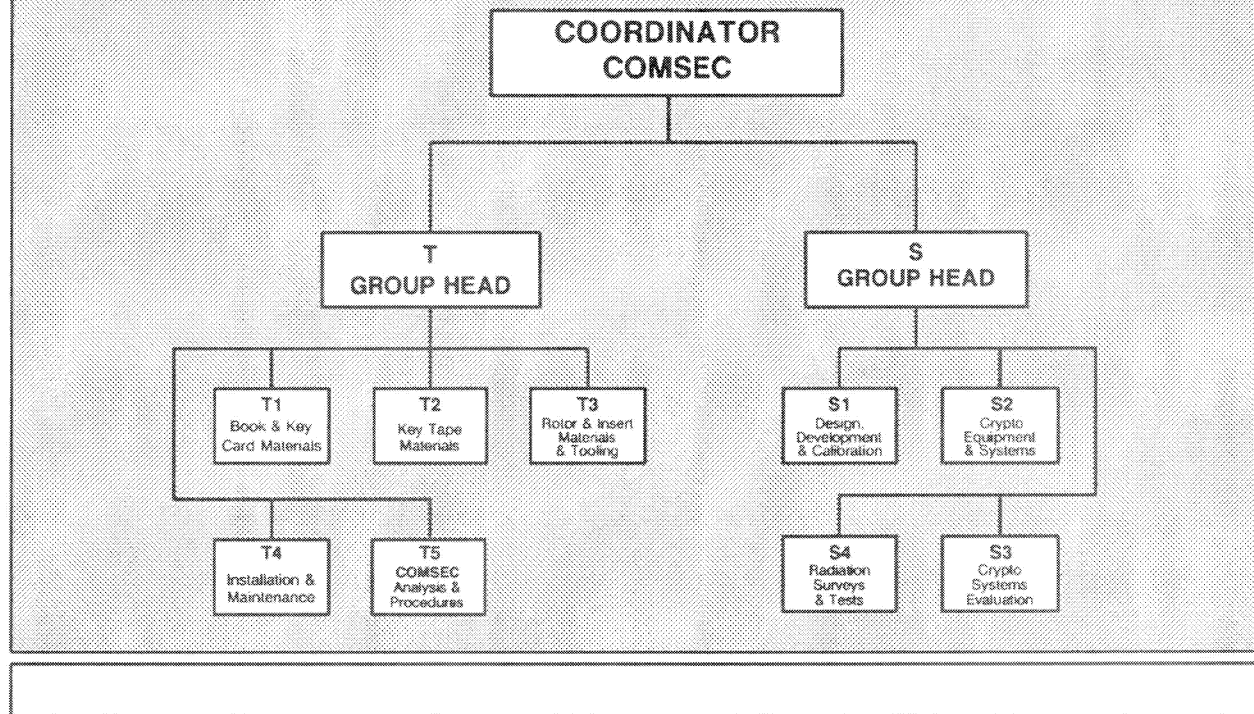 COORDINATOR
COMSEC
T
GROUP HEAD
S
GROUP HEAD
T1
Book & Key
Card Materials
T2
Key Tape
Materials
T3
Rotor & Insert
Materials
& Tooling
S1
Design,
Development
& Calibration
S2
Crypto
Equipment
& Systems
T4
Installation &
Maintenance
T5
COMSEC
Analysis &
Procedures
S4
Radiation
Surveys
& Tests
S3
Crypto
Systems
Evaluation